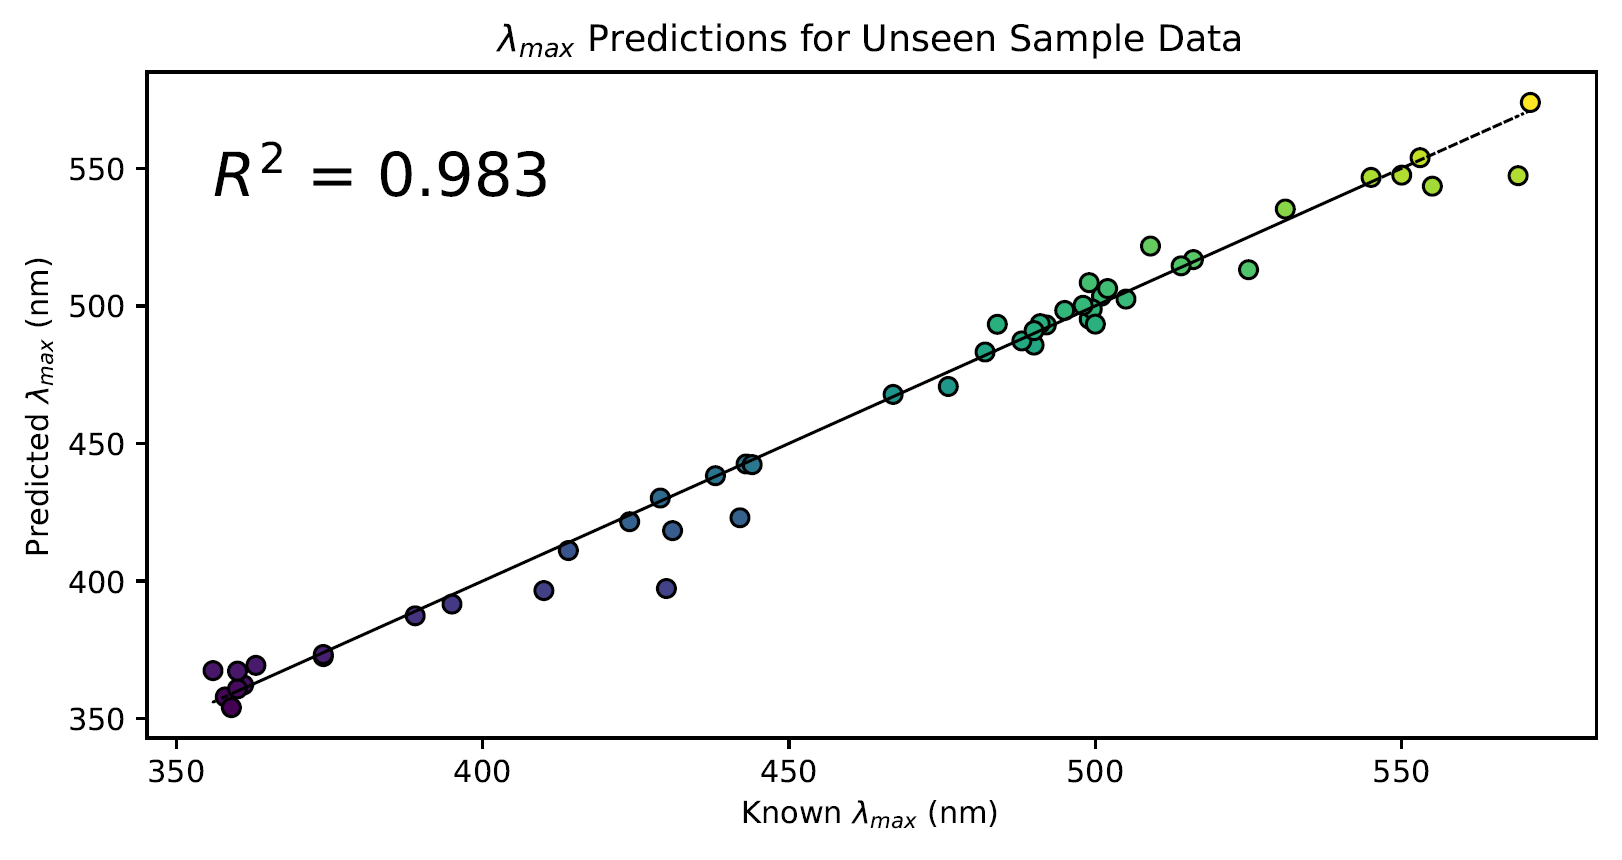 λmax Predictions for Unseen Sample Data
R² = 0.983
Predicted λmax (nm)
550
500
450
400
350
350 400 450 500 550
Known λmax (nm)